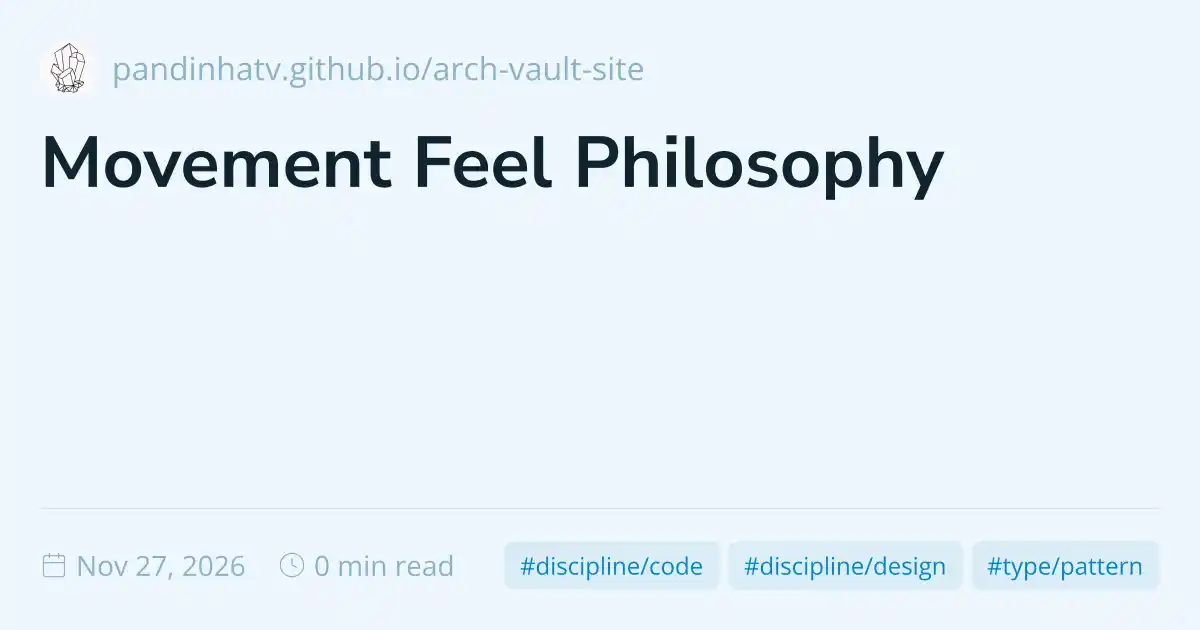 pandinhatv.github.io/arch-vault-site
Movement Feel Philosophy
Nov 27, 2026 0 min read #discipline/code #discipline/design #type/pattern